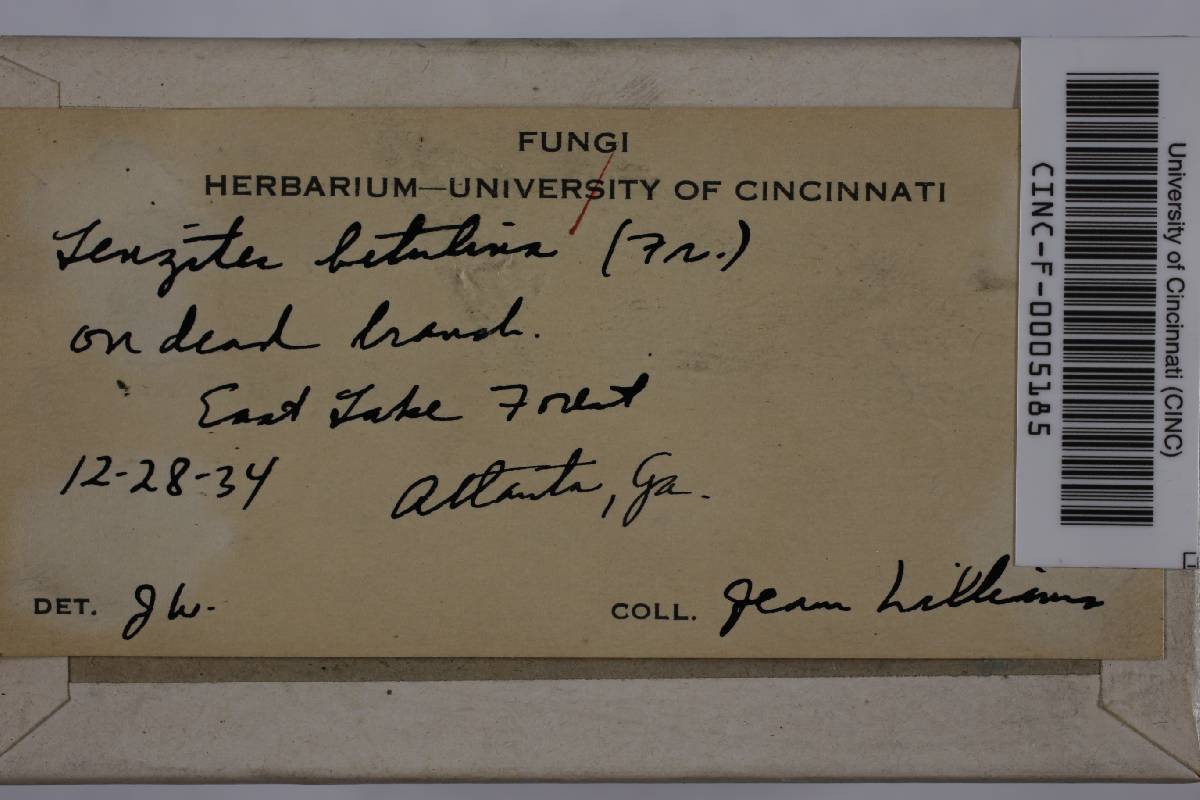 FUNGI
HERBARIUM—UNIVERSITY OF CINCINNATI
Lenzites betulina (Fr.)
on dead branch.
East Lake Forest
12-28-34 Atlanta, Ga.
DET. JW. COLL. Jean Williams
CINC-F-0005185
University of Cincinnati (CINC)